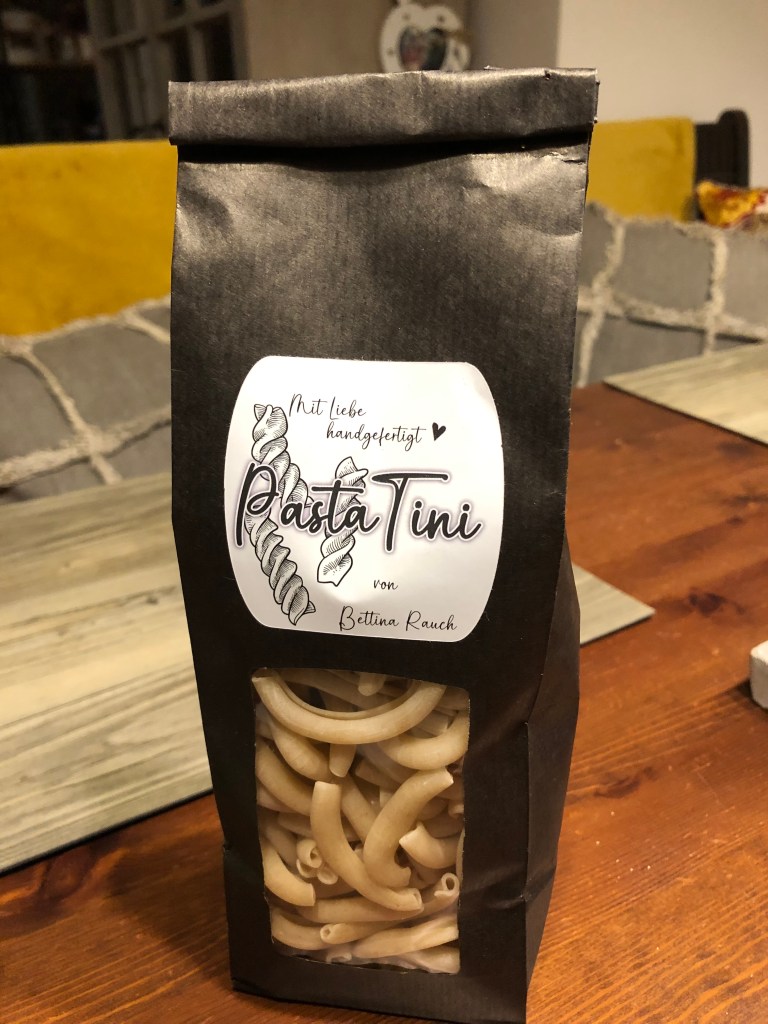 Mit Liebe
handgefertigt
PastaTini
von
Bettina Rauch